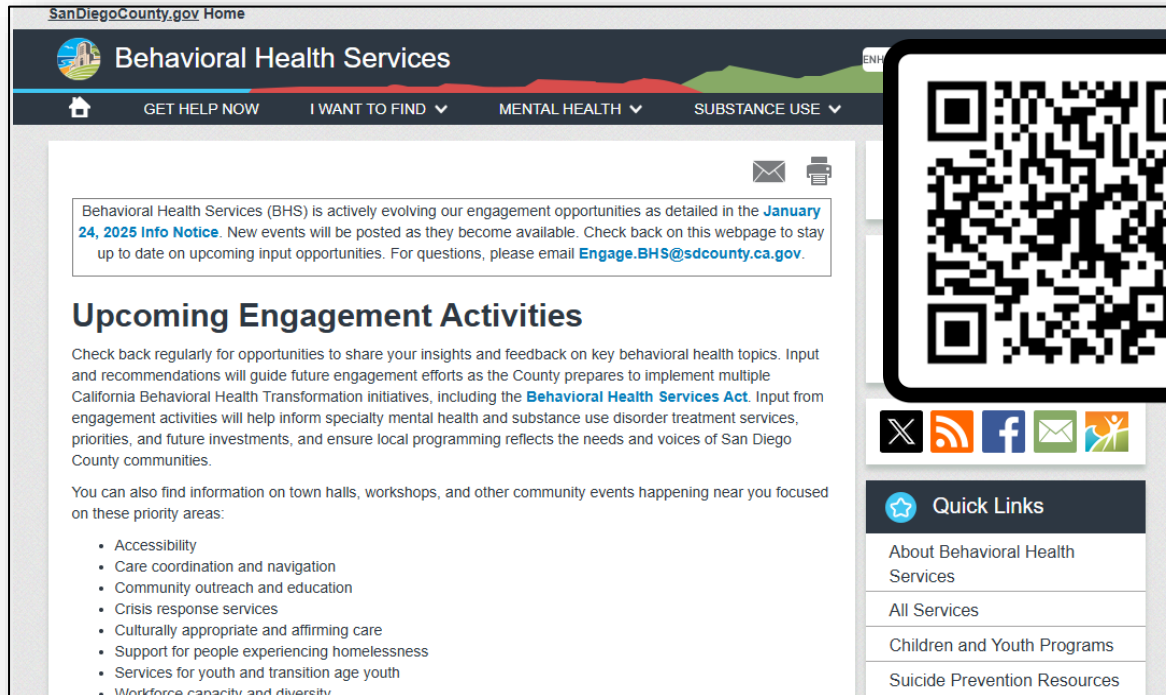 SanDiegoCounty.gov Home
Behavioral Health Services
ENH
GET HELP NOW
I WANT TO FIND
MENTAL HEALTH
SUBSTANCE USE
Behavioral Health Services (BHS) is actively evolving our engagement opportunities as detailed in the January
24, 2025 Info Notice. New events will be posted as they become available. Check back on this webpage to stay
up to date on upcoming input opportunities. For questions, please email Engage.BHS@sdcounty.ca.gov.
Upcoming Engagement Activities
Check back regularly for opportunities to share your insights and feedback on key behavioral health topics. Input
and recommendations will guide future engagement efforts as the County prepares to implement multiple
California Behavioral Health Transformation initiatives, including the Behavioral Health Services Act. Input from
engagement activities will help inform specialty mental health and substance use disorder treatment services,
priorities, and future investments, and ensure local programming reflects the needs and voices of San Diego
County communities.
You can also find information on town halls, workshops, and other community events happening near you focused
on these priority areas:
• Accessibility
• Care coordination and navigation
• Community outreach and education
• Crisis response services
• Culturally appropriate and affirming care
• Support for people experiencing homelessness
• Services for youth and transition age youth
• Workforce capacity and diversity
Quick Links
About Behavioral Health
Services
All Services
Children and Youth Programs
Suicide Prevention Resources